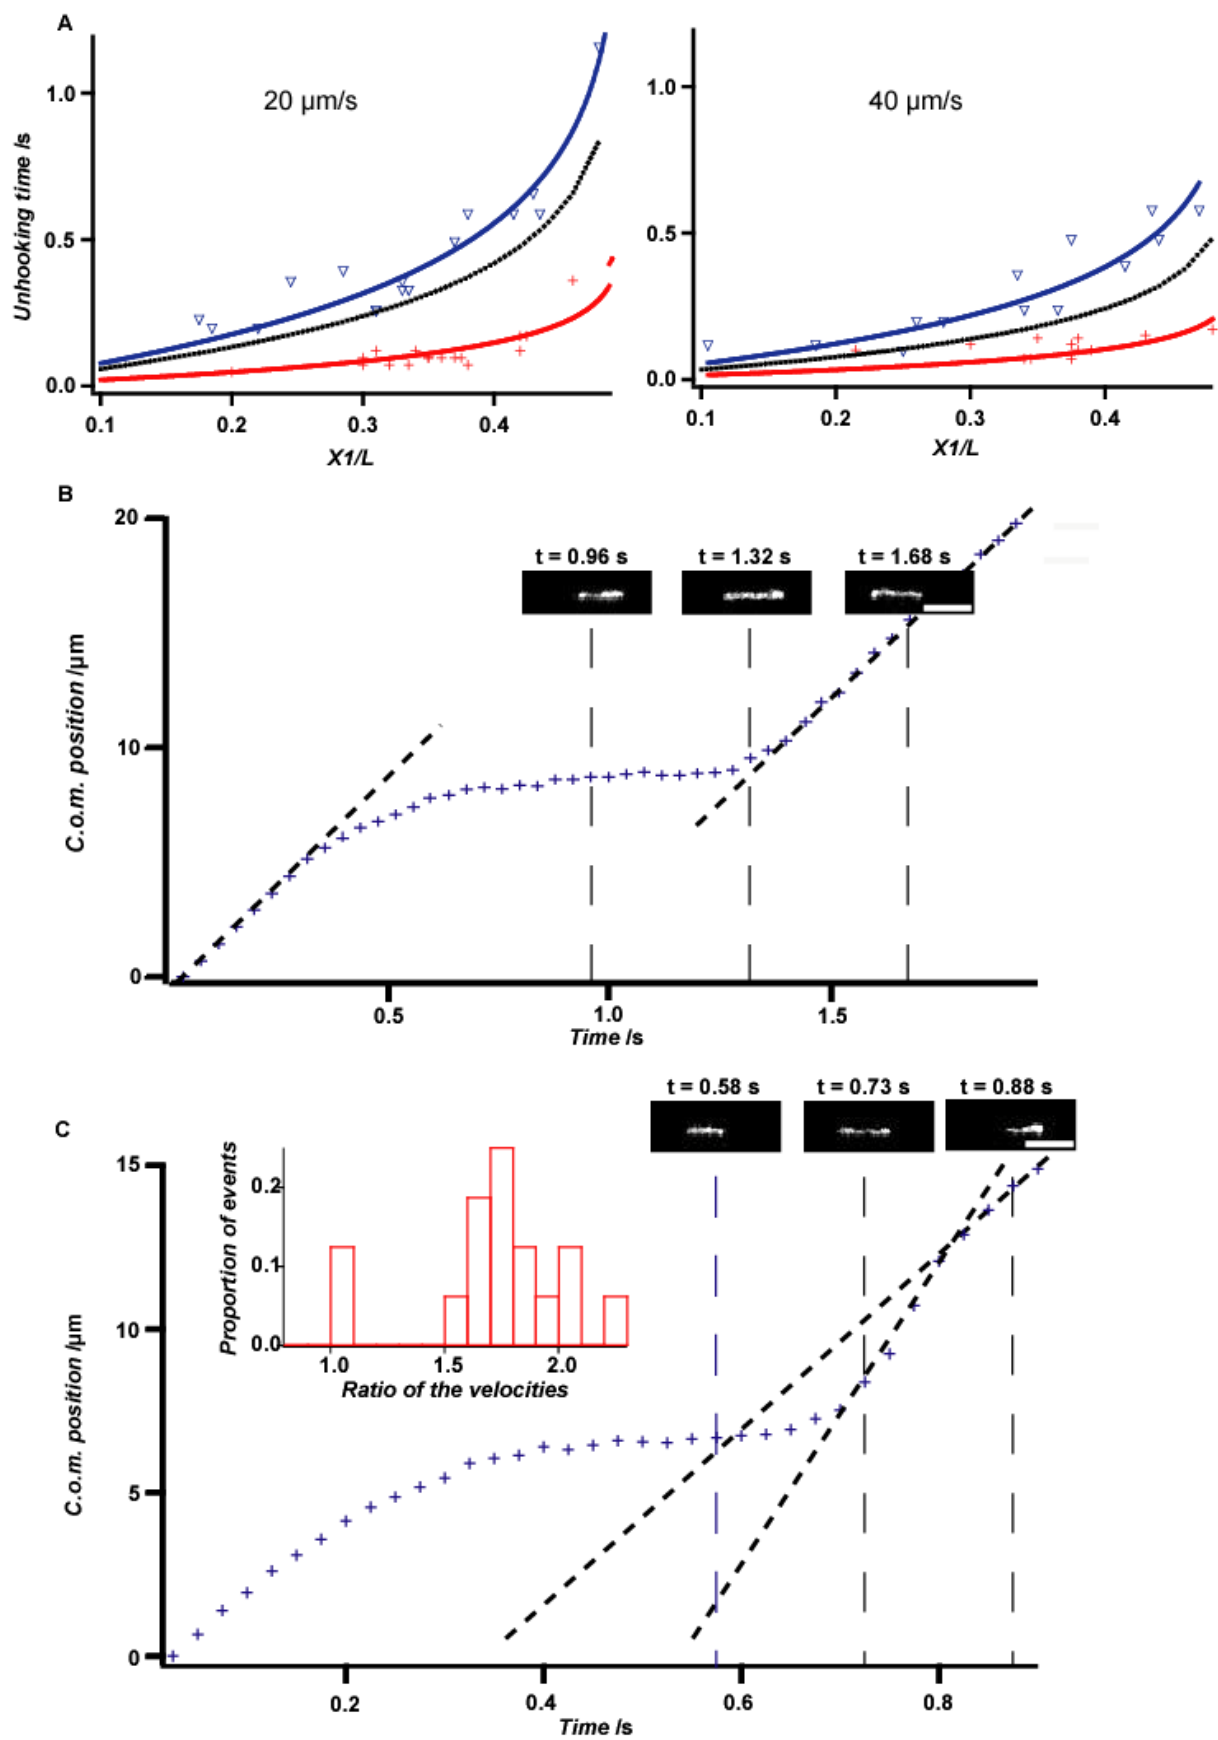 A
20 µm/s
40 µm/s
Unhooking time /s
1.0
0.5
0.0
0.1 0.2 0.3 0.4
X1/L
1.0
0.5
0.0
0.1 0.2 0.3 0.4
X1/L
B
C.o.m. position /µm
20
10
0
t = 0.96 s t = 1.32 s t = 1.68 s
0.5 1.0 1.5
Time /s
C
C.o.m. position /µm
15
10
5
0
t = 0.58 s t = 0.73 s t = 0.88 s
Proportion of events
0.2
0.1
0.0
1.0 1.5 2.0
Ratio of the velocities
0.2 0.4 0.6 0.8
Time /s